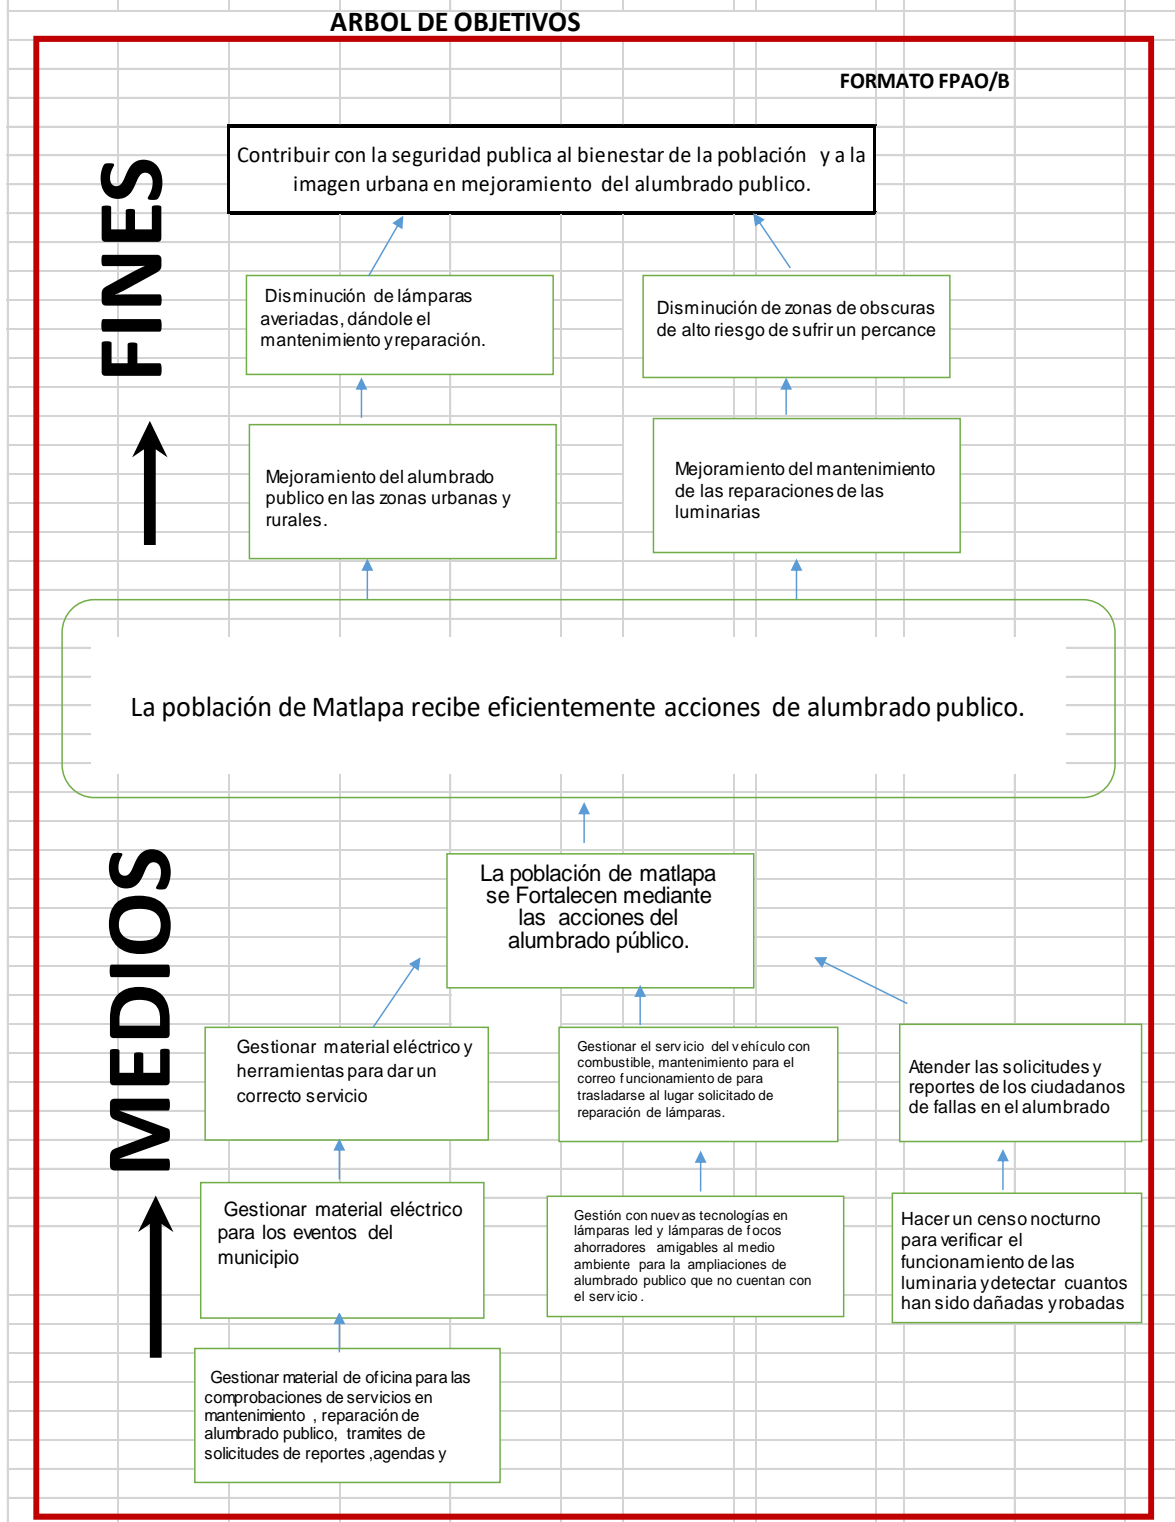 ARBOL DE OBJETIVOS
FORMATO FPAO/B
FINES
Contribuir con la seguridad publica al bienestar de la población y a la
imagen urbana en mejoramiento del alumbrado publico.
Disminución de lámparas
averiadas, dándole el
mantenimiento y reparación.
Disminución de zonas de obscuras
de alto riesgo de sufrir un percance
Mejoramiento del alumbrado
publico en las zonas urbanas y
rurales.
Mejoramiento del mantenimiento
de las reparaciones de las
luminarias
La población de Matlapa recibe eficientemente acciones de alumbrado publico.
MEDIOS
La población de matlapa
se Fortalecen mediante
las acciones del
alumbrado público.
Gestionar material eléctrico y
herramientas para dar un
correcto servicio
Gestionar el servicio del vehículo con
combustible, mantenimiento para el
correo funcionamiento de para
trasladarse al lugar solicitado de
reparación de lámparas.
Atender las solicitudes y
reportes de los ciudadanos
de fallas en el alumbrado
Gestionar material eléctrico
para los eventos del
municipio
Gestión con nuevas tecnologías en
lámparas led y lámparas de focos
ahorradores amigables al medio
ambiente para la ampliaciones de
alumbrado publico que no cuentan con
el servicio.
Hacer un censo nocturno
para verificar el
funcionamiento de las
luminaria y detectar cuantos
han sido dañadas y robadas
Gestionar material de oficina para las
comprobaciones de servicios en
mantenimiento , reparación de
alumbrado publico, tramites de
solicitudes de reportes ,agendas y